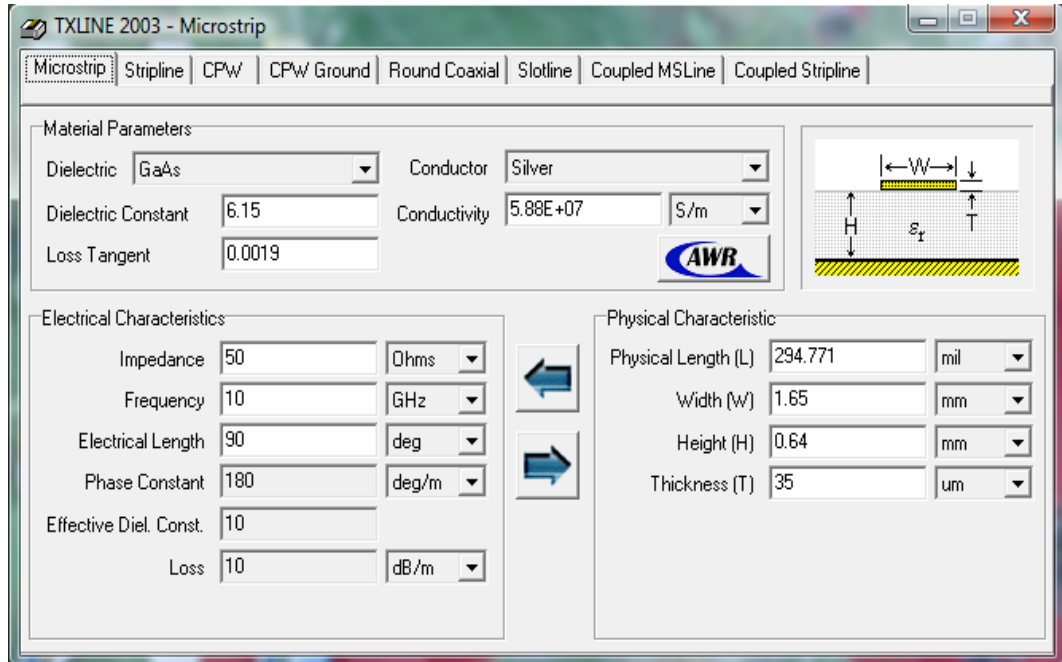 TXLINE 2003 - Microstrip
Microstrip Stripline CPW CPW Ground Round Coaxial Slotline Coupled MSLine Coupled Stripline
Material Parameters
Dielectric GaAs Conductor Silver
Dielectric Constant 6.15 Conductivity 5.88E+07 S/m
Loss Tangent 0.0019
AWR
W
T
H
εr
Electrical Characteristics
Impedance 50 Ohms
Frequency 10 GHz
Electrical Length 90 deg
Phase Constant 180 deg/m
Effective Diel. Const. 10
Loss 10 dB/m
Physical Characteristic
Physical Length (L) 294.771 mil
Width (W) 1.65 mm
Height (H) 0.64 mm
Thickness (T) 35 um